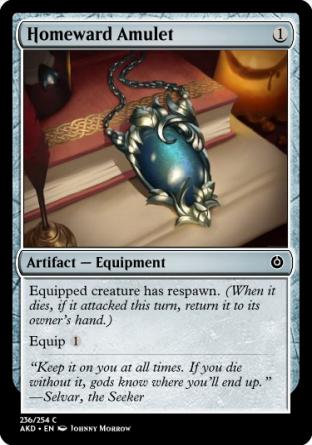 Homeward Amulet 1
Artifact — Equipment
Equipped creature has respawn. (When it
dies, if it attacked this turn, return it to its
owner's hand.)
Equip 1
"Keep it on you at all times. If you die
without it, gods know where you'll end up."
—Selvar, the Seeker
236/254 C
AKD • EN Johnny Morrow